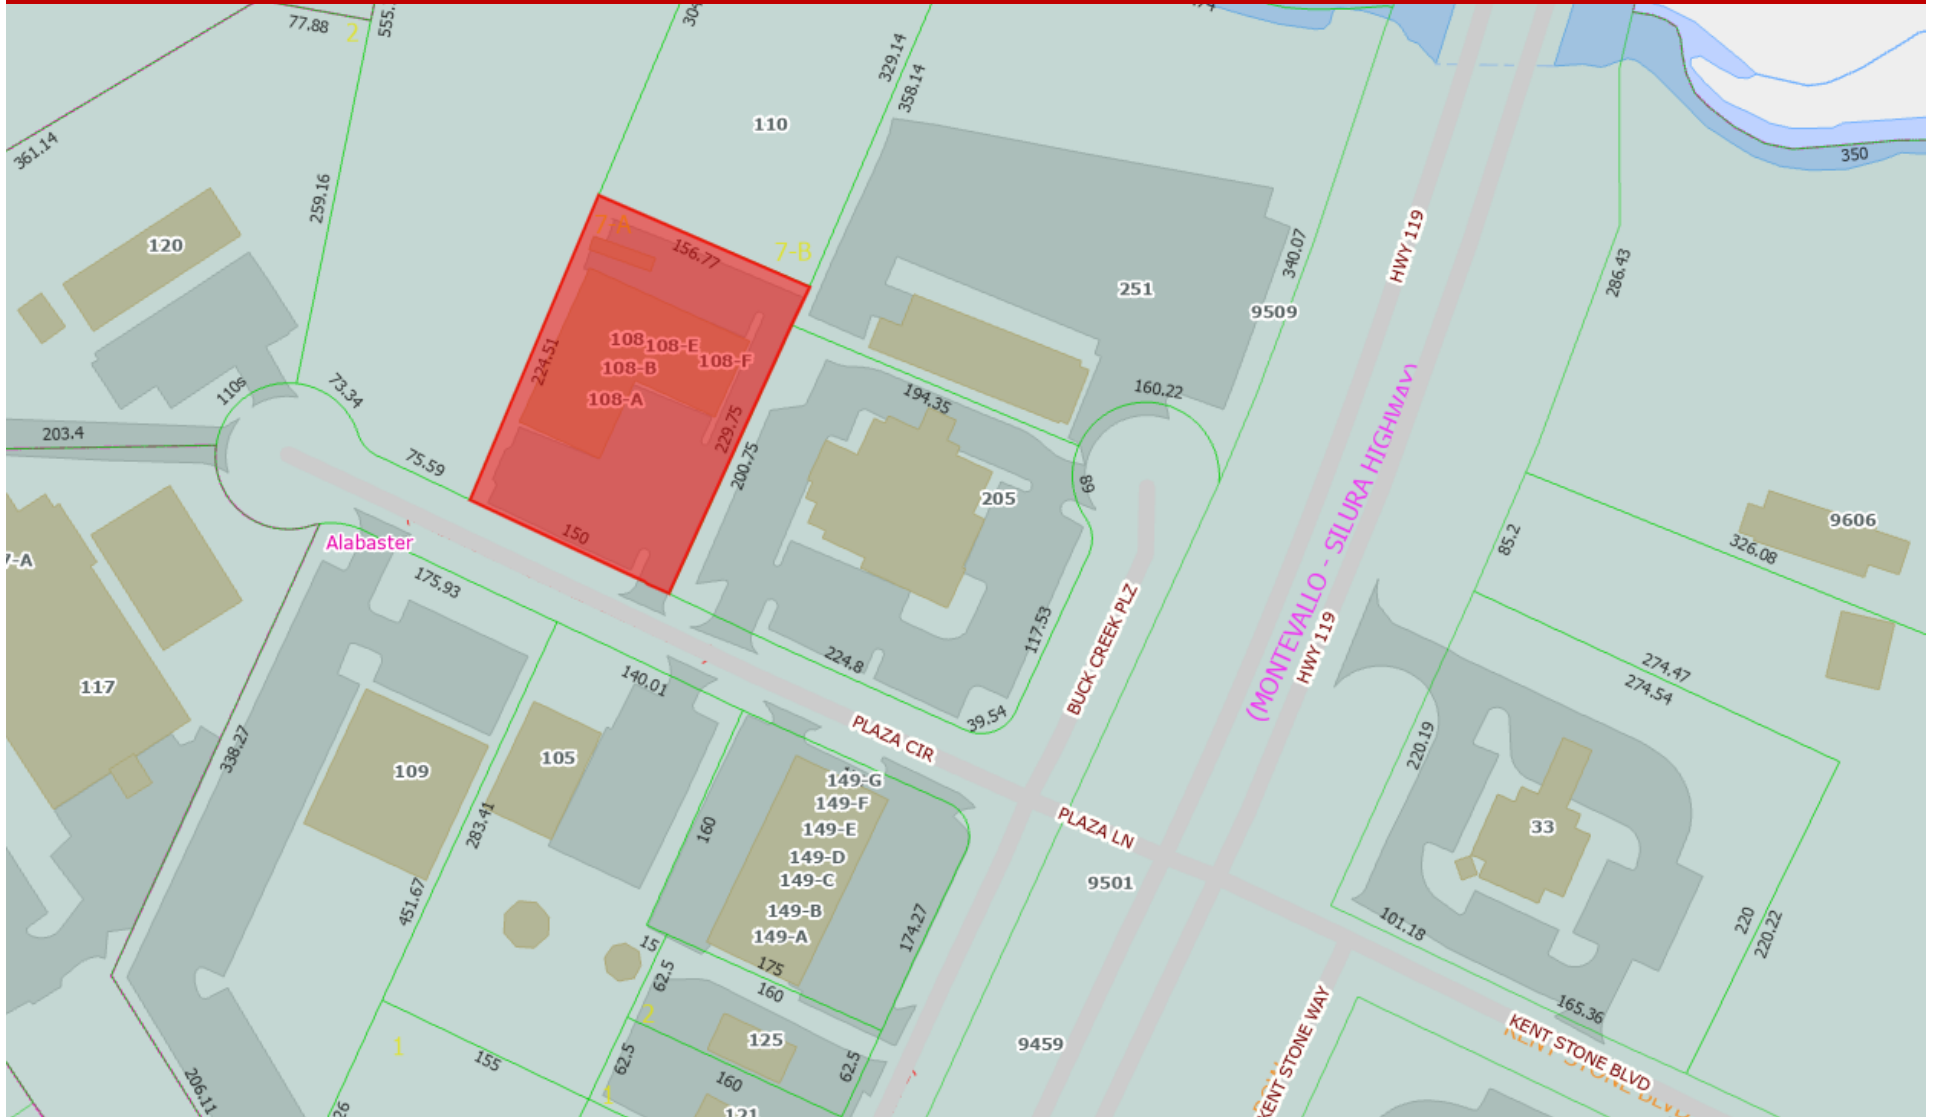 77.88
2
329.14
358.14
110
361.14
350
259.16
120
7-B
156.77
HWY 119
340.07
286.43
251
9509
108
108-E
108-F
108-B
108-A
224.51
229.75
110s
73.34
194.35
160.22
203.4
75.59
200.75
205
89
(MONTEVALLO - SILURA HIGHWAY)
9606
326.08
85.2
150
Alabaster
7-A
175.93
117.53
BUCK CREEK PLZ
HWY 119
224.8
140.01
274.47
274.54
117
39.54
PLAZA CIR
338.27
109
105
220.19
149-G
149-F
149-E
149-D
149-C
149-B
149-A
PLAZA LN
33
160
283.41
9501
451.67
174.27
101.18
220
220.22
15
175
62.5
160
165.36
2
125
9459
KENT STONE WAY
KENT STONE BLVD
1
155
62.5
160
62.5
206.11
1
121
26